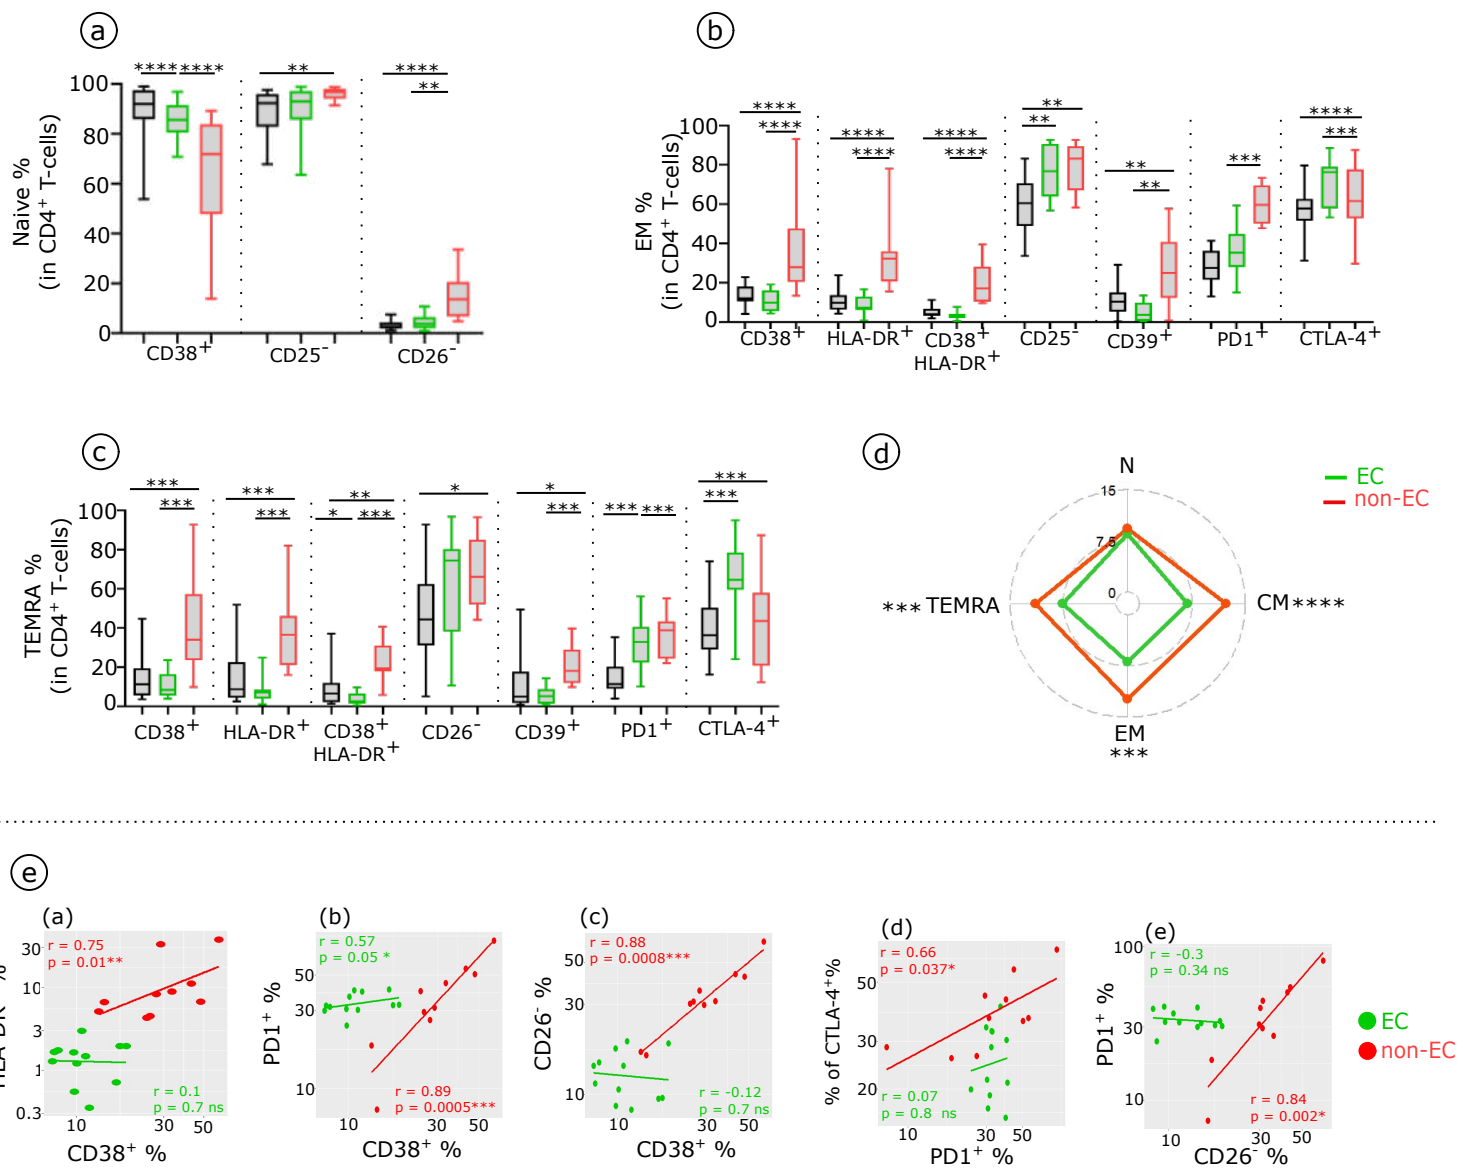 a
**** ****
**
****
**
Naive %
(in CD4+ T-cells)
100
80
60
40
20
0
CD38+
CD25-
CD26-
b
****
****
****
****
****
****
**
**
**
**
***
****
***
EM %
(in CD4+ T-cells)
100
80
60
40
20
0
CD38+
HLA-DR+
CD38+
HLA-DR+
CD25-
CD39+
PD1+
CTLA-4+
c
***
***
***
***
**
* ***
*
*
***
*** ***
***
***
TEMRA %
(in CD4+ T-cells)
100
80
60
40
20
0
CD38+
HLA-DR+
CD38+
HLA-DR+
CD26-
CD39+
PD1+
CTLA-4+
d
EC
non-EC
N
15
7,5
0
*** TEMRA
CM****
EM
***
e
(a)
r = 0.75
p = 0.01**
30
10
3
1
0.3
r = 0.1
p = 0.7 ns
10
30
50
CD38+ %
(b)
r = 0.57
p = 0.05 *
PD1+ %
50
30
10
r = 0.89
p = 0.0005***
10
30
50
CD38+ %
(c)
r = 0.88
p = 0.0008***
CD26- %
50
30
10
r = -0.12
p = 0.7 ns
10
30
50
CD38+ %
(d)
r = 0.66
p = 0.037*
% of CTLA-4+%
50
30
20
r = 0.07
p = 0.8 ns
10
30
50
PD1+ %
(e)
r = -0.3
p = 0.34 ns
PD1+ %
100
30
10
r = 0.84
p = 0.002*
10
30
50
CD26- %
EC
non-EC